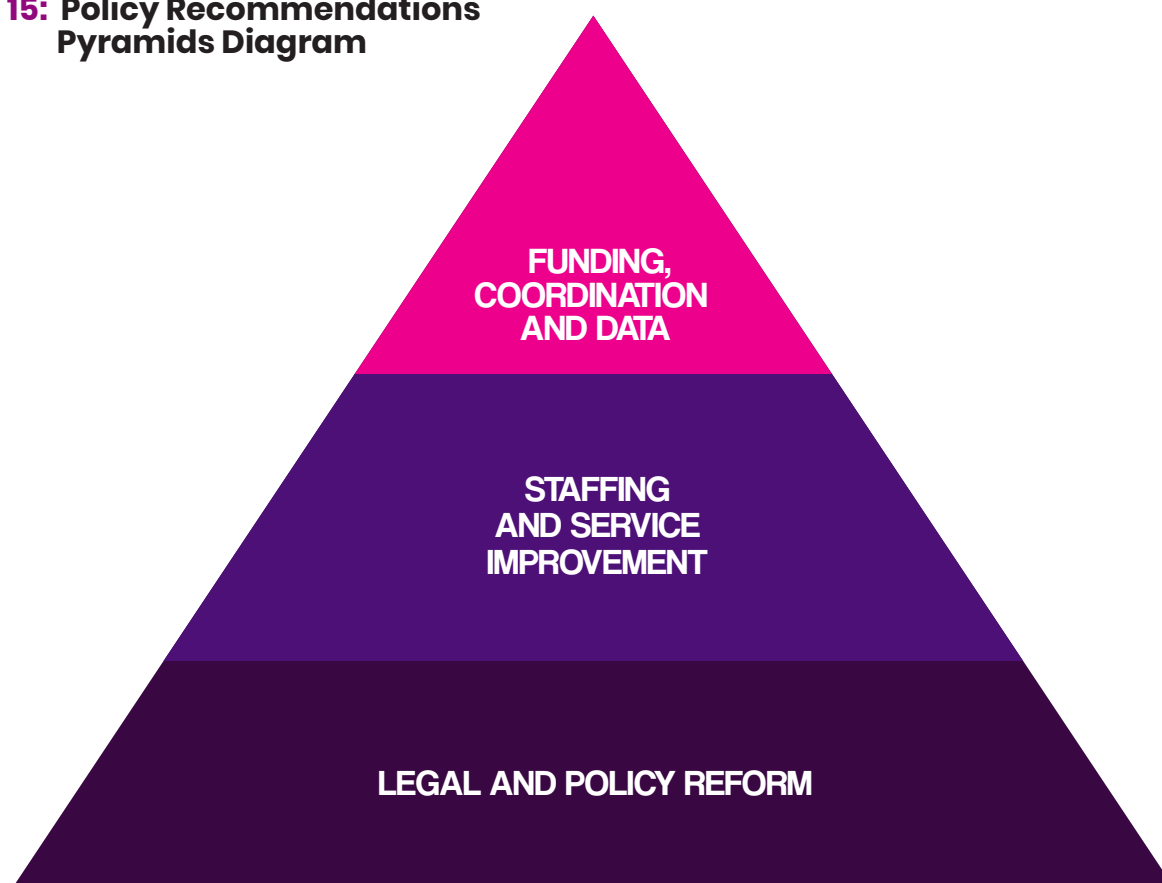 15: Policy Recommendations
Pyramids Diagram
FUNDING,
COORDINATION
AND DATA
STAFFING
AND SERVICE
IMPROVEMENT
LEGAL AND POLICY REFORM